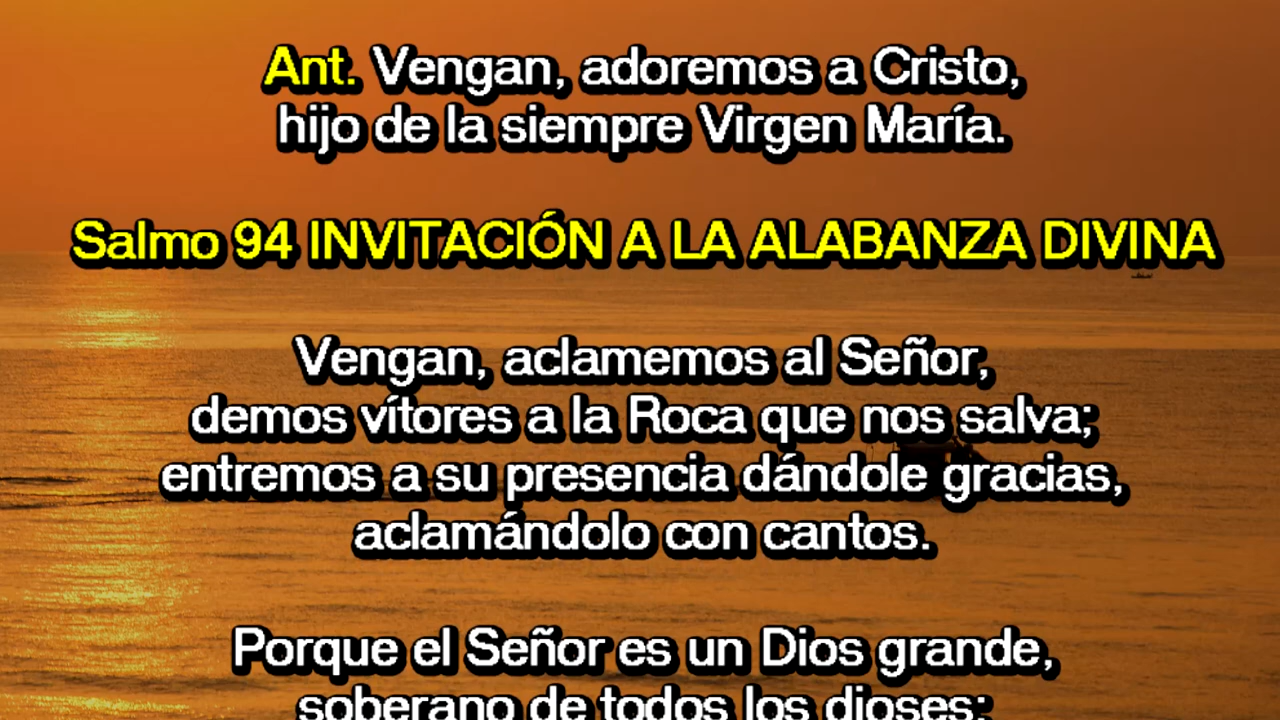 Ant. Vengan, adoremos a Cristo,
hijo de la siempre Virgen María.
Salmo 94 INVITACIÓN A LA ALABANZA DIVINA
Vengan, aclamemos al Señor,
demos vítores a la Roca que nos salva;
entremos a su presencia dándole gracias,
aclamándolo con cantos.
Porque el Señor es un Dios grande,
soberano de todos los dioses: